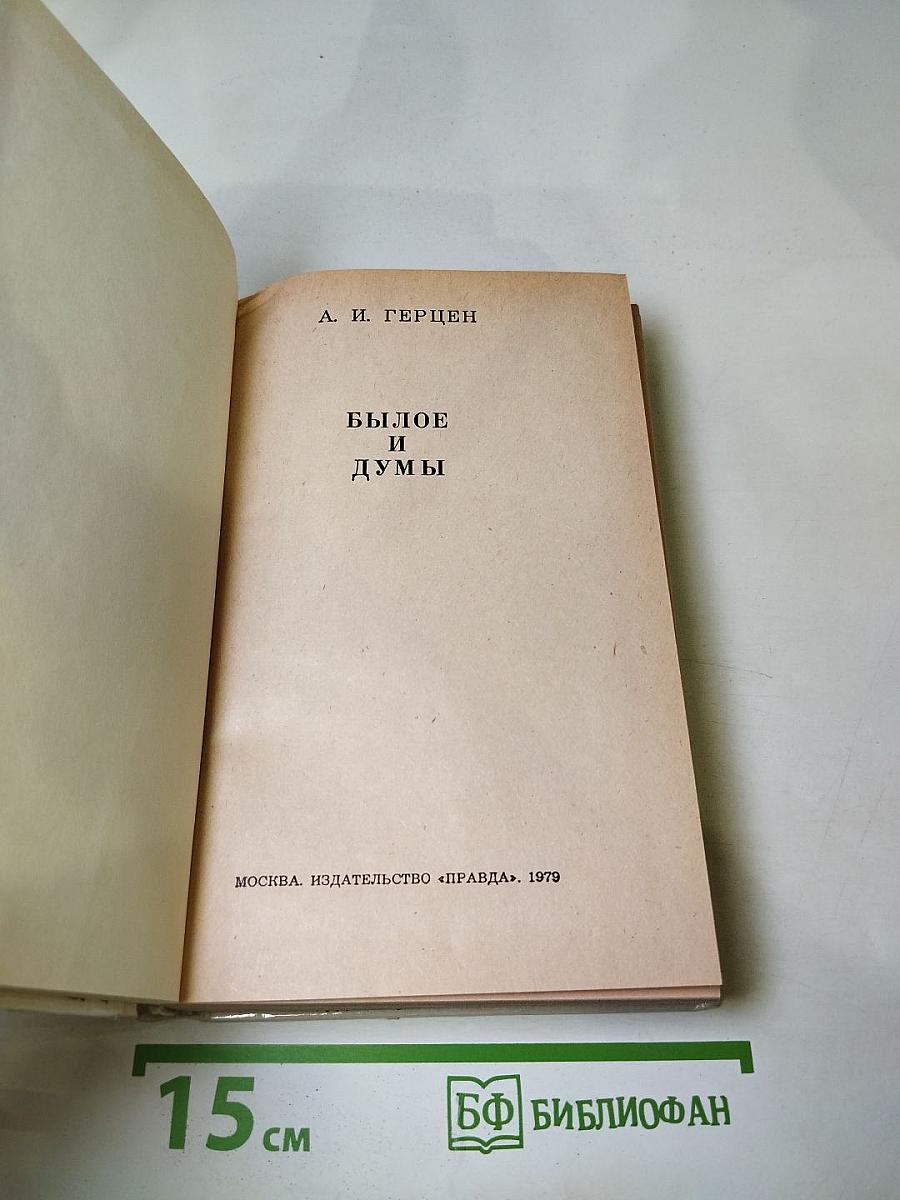 А. И. ГЕРЦЕН
БЫЛОЕ
И
ДУМЫ
МОСКВА. ИЗДАТЕЛЬСТВО «ПРАВДА». 1979
15 см
БФ БИБЛИОФАН